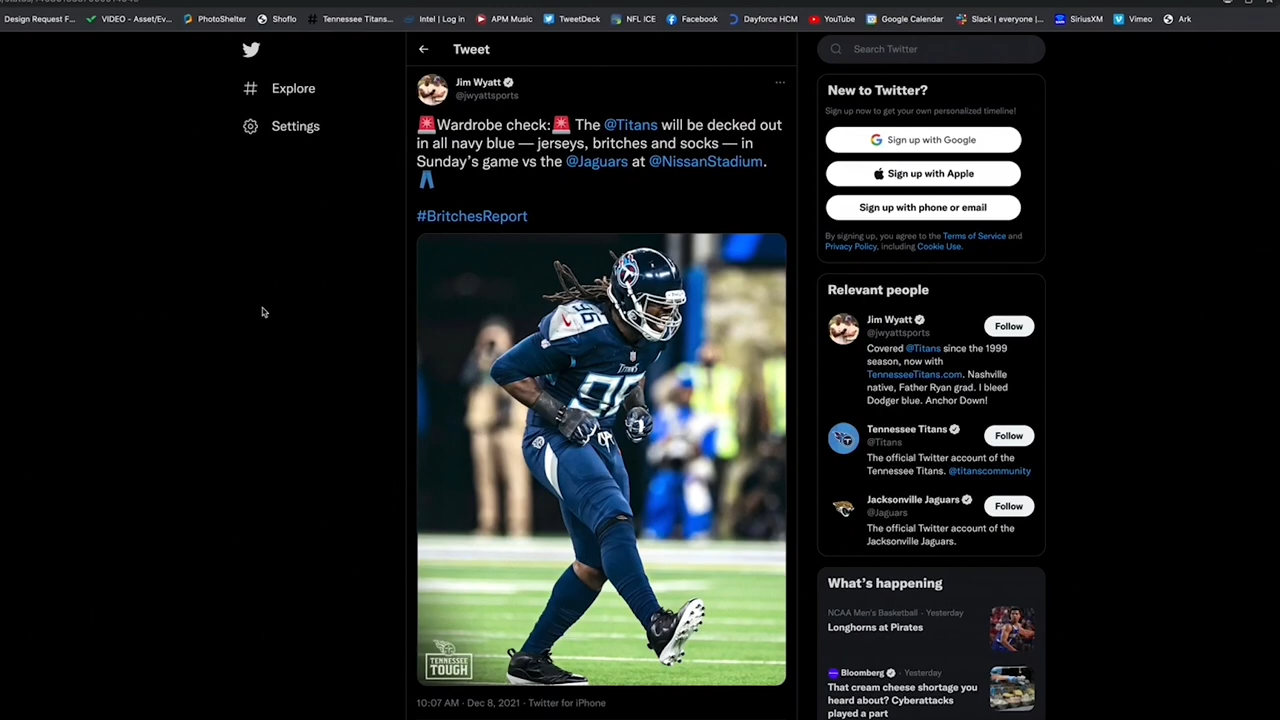 Design Request F...
VIDEO - Asset/Ev...
PhotoShelter
Shoflo
Tennessee Titans...
Intel | Log in
APM Music
TweetDeck
NFL ICE
Facebook
Dayforce HCM
YouTube
Google Calendar
Slack | everyone |...
SiriusXM
Vimeo
Ark
Explore
Settings
Tweet
Jim Wyatt
@jwyattsports
Wardrobe check: The @Titans will be decked out
in all navy blue — jerseys, britches and socks — in
Sunday's game vs the @Jaguars at @NissanStadium.
#BritchesReport
96
TITANS
TENNESSEE
TOUGH
10:07 AM · Dec 8, 2021 · Twitter for iPhone
Search Twitter
New to Twitter?
Sign up now to get your own personalized timeline!
Sign up with Google
Sign up with Apple
Sign up with phone or email
By signing up, you agree to the Terms of Service and
Privacy Policy, including Cookie Use.
Relevant people
Jim Wyatt
@jwyattsports
Follow
Covered @Titans since the 1999
season, now with
TennesseeTitans.com. Nashville
native, Father Ryan grad. I bleed
Dodger blue. Anchor Down!
Tennessee Titans
@Titans
Follow
The official Twitter account of the
Tennessee Titans. @titanscommunity
Jacksonville Jaguars
@Jaguars
Follow
The official Twitter account of the
Jacksonville Jaguars.
What's happening
NCAA Men's Basketball · Yesterday
Longhorns at Pirates
Bloomberg · Yesterday
That cream cheese shortage you
heard about? Cyberattacks
played a part